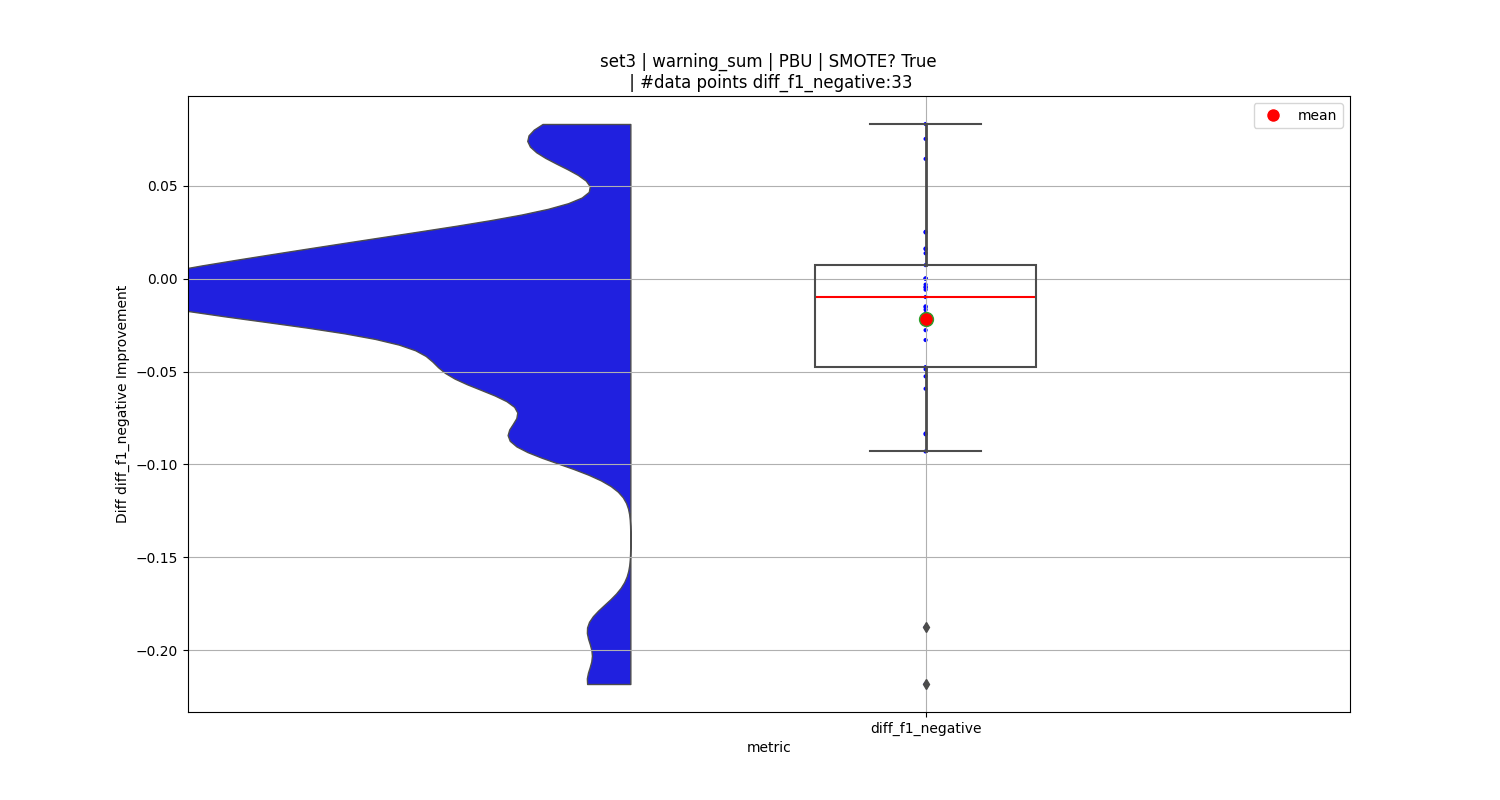 set3 | warning_sum | PBU | SMOTE? True
| #data points diff_f1_negative:33
mean
Diff diff_f1_negative Improvement
0.05
0.00
−0.05
−0.10
−0.15
−0.20
diff_f1_negative
metric